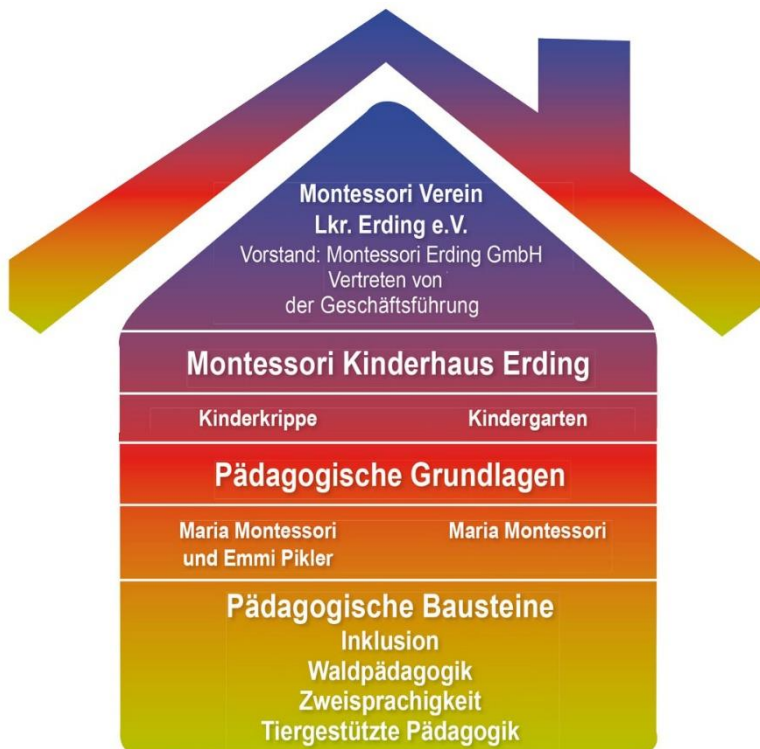 Montessori Verein
Lkr. Erding e.V.
Vorstand: Montessori Erding GmbH
Vertreten von
der Geschäftsführung
Montessori Kinderhaus Erding
Kinderkrippe
Kindergarten
Pädagogische Grundlagen
Maria Montessori
und Emmi Pikler
Maria Montessori
Pädagogische Bausteine
Inklusion
Waldpädagogik
Zweisprachigkeit
Tiergestützte Pädagogik